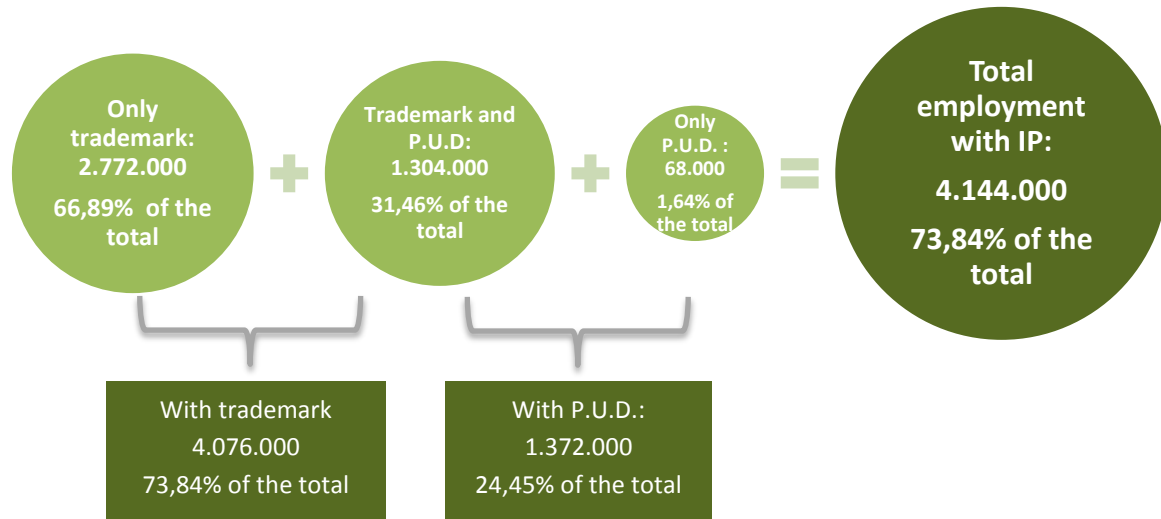 Only
trademark:
2.772.000
66,89% of the
total
Trademark and
P.U.D:
1.304.000
31,46% of the
total
Only
P.U.D. :
68.000
1,64% of
the total
Total
employment
with IP:
4.144.000
73,84% of the
total
With trademark
4.076.000
73,84% of the total
With P.U.D.:
1.372.000
24,45% of the total